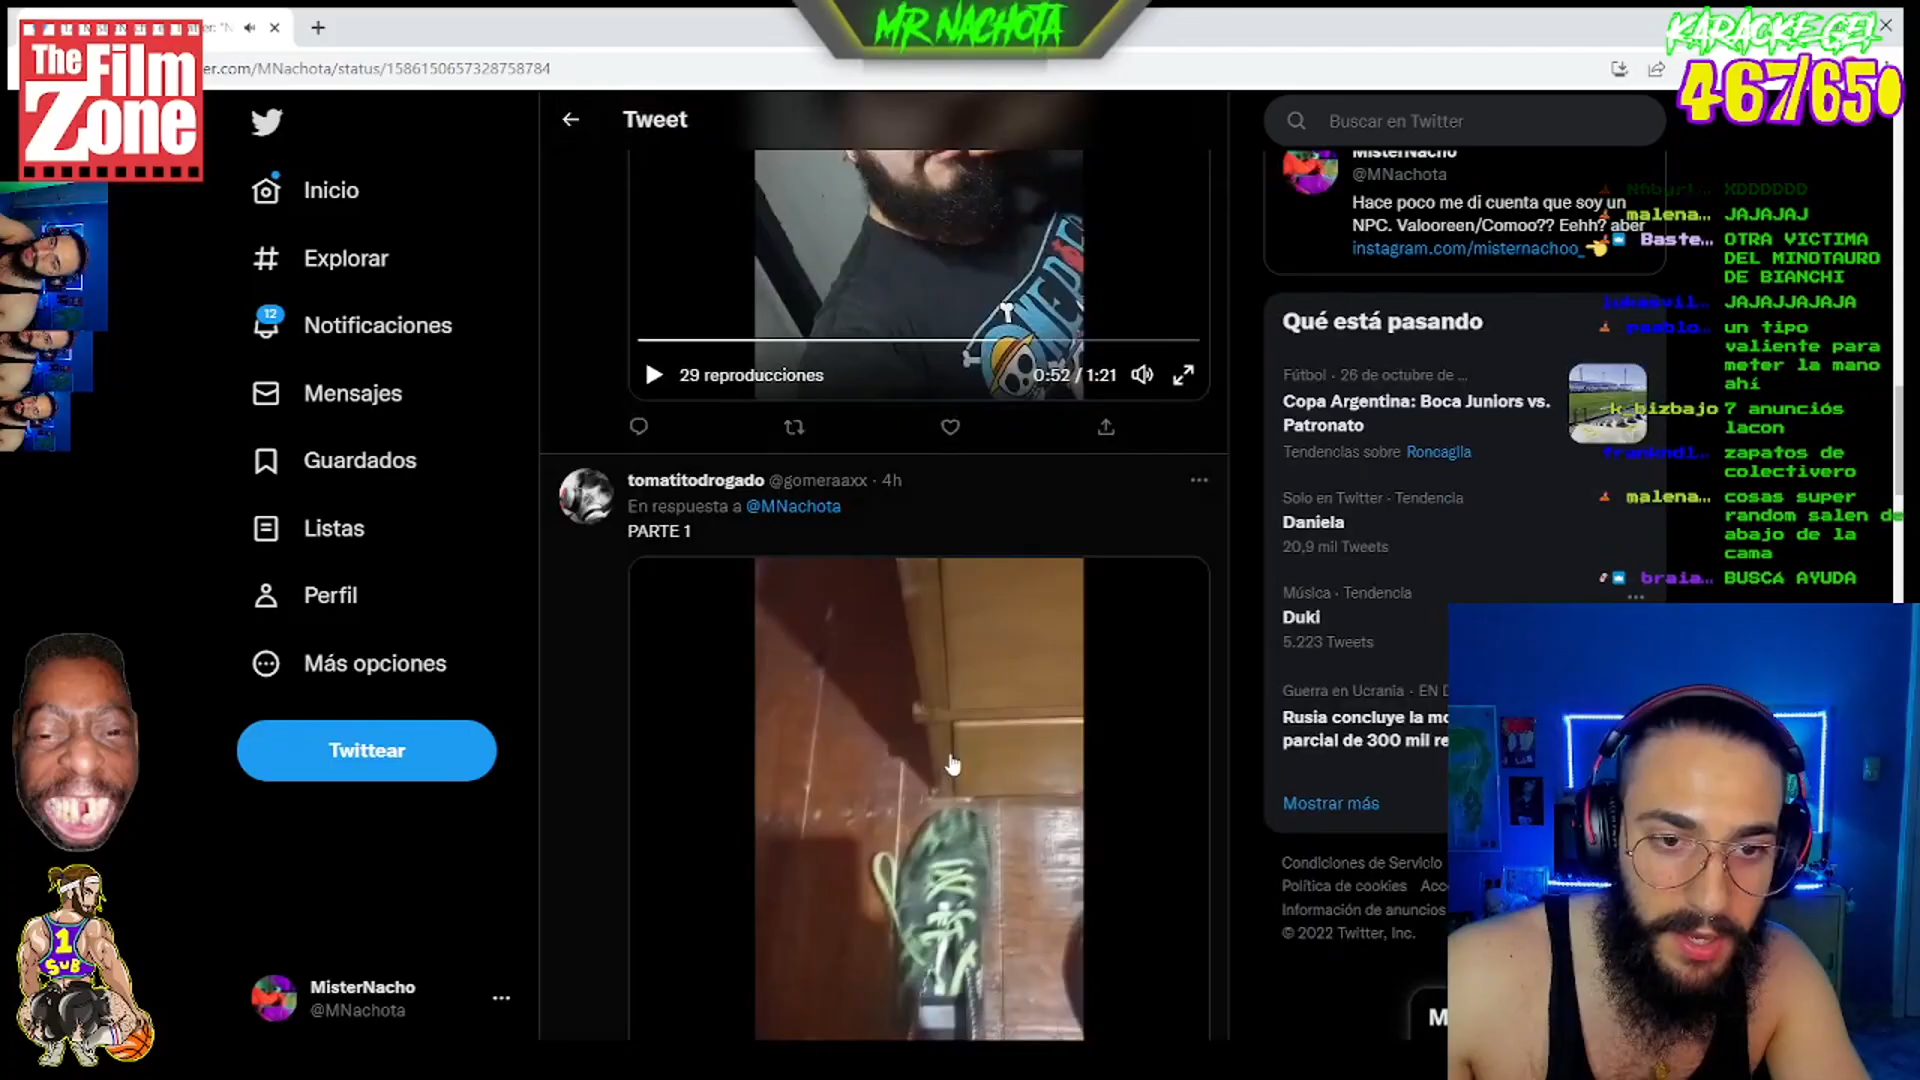 MR NACHOTA
KARAOKE GEI
467/650
The
Film
Zone
er.com/MNachota/status/1586150657328758784
Inicio
Explorar
12
Notificaciones
Mensajes
Guardados
Listas
Perfil
Más opciones
Twittear
MisterNacho
@MNachota
1
SUB
Tweet
29 reproducciones
0:52 / 1:21
tomatitodrogado @gomeraaxx · 4h
En respuesta a @MNachota
PARTE 1
Buscar en Twitter
MisterNacho
@MNachota
Hace poco me di cuenta que soy un
NPC. Valooreen/Comoo?? Eehh? aber
instagram.com/misternachoo_
Qué está pasando
Fútbol · 26 de octubre de ...
Copa Argentina: Boca Juniors vs.
Patronato
Tendencias sobre Roncaglia
Solo en Twitter · Tendencia
Daniela
20,9 mil Tweets
Música · Tendencia
Duki
5.223 Tweets
Guerra en Ucrania · EN D
Rusia concluye la mo
parcial de 300 mil re
Mostrar más
Condiciones de Servicio
Política de cookies Acc
Información de anuncios
© 2022 Twitter, Inc.
M
XDDDDDD
malena... JAJAJAJ
Baste... OTRA VICTIMA
DEL MINOTAURO
DE BIANCHI
JAJAJJAJAJA
un tipo
valiente para
meter la mano
ahí
k_bizbajo 7 anunciós
lacon
zapatos de
colectivero
malena... cosas super
random salen de
abajo de la
cama
braia... BUSCA AYUDA